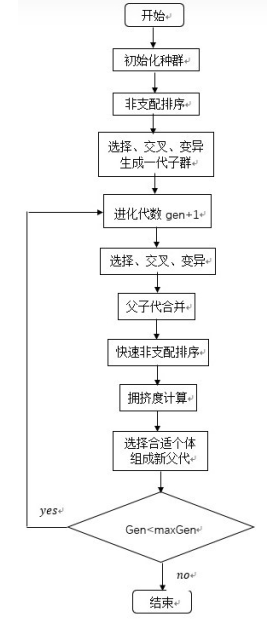 开始
初始化种群
非支配排序
选择、交叉、变异
生成一代子群
进化代数 gen+1
选择、交叉、变异
父子代合并
快速非支配排序
拥挤度计算
选择合适个体
组成新父代
yes
Gen<maxGen
no
结束